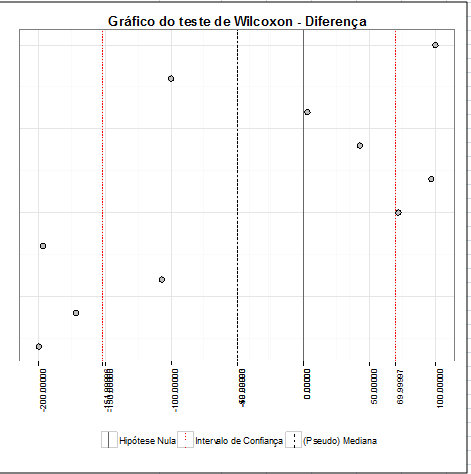 Gráfico do teste de Wilcoxon - Diferença
-200.00000
-150.00000
-100.00000
0.00000
50.00000
69.99997
100.00000
Hipótese Nula
Intervalo de Confiança
(Pseudo) Mediana